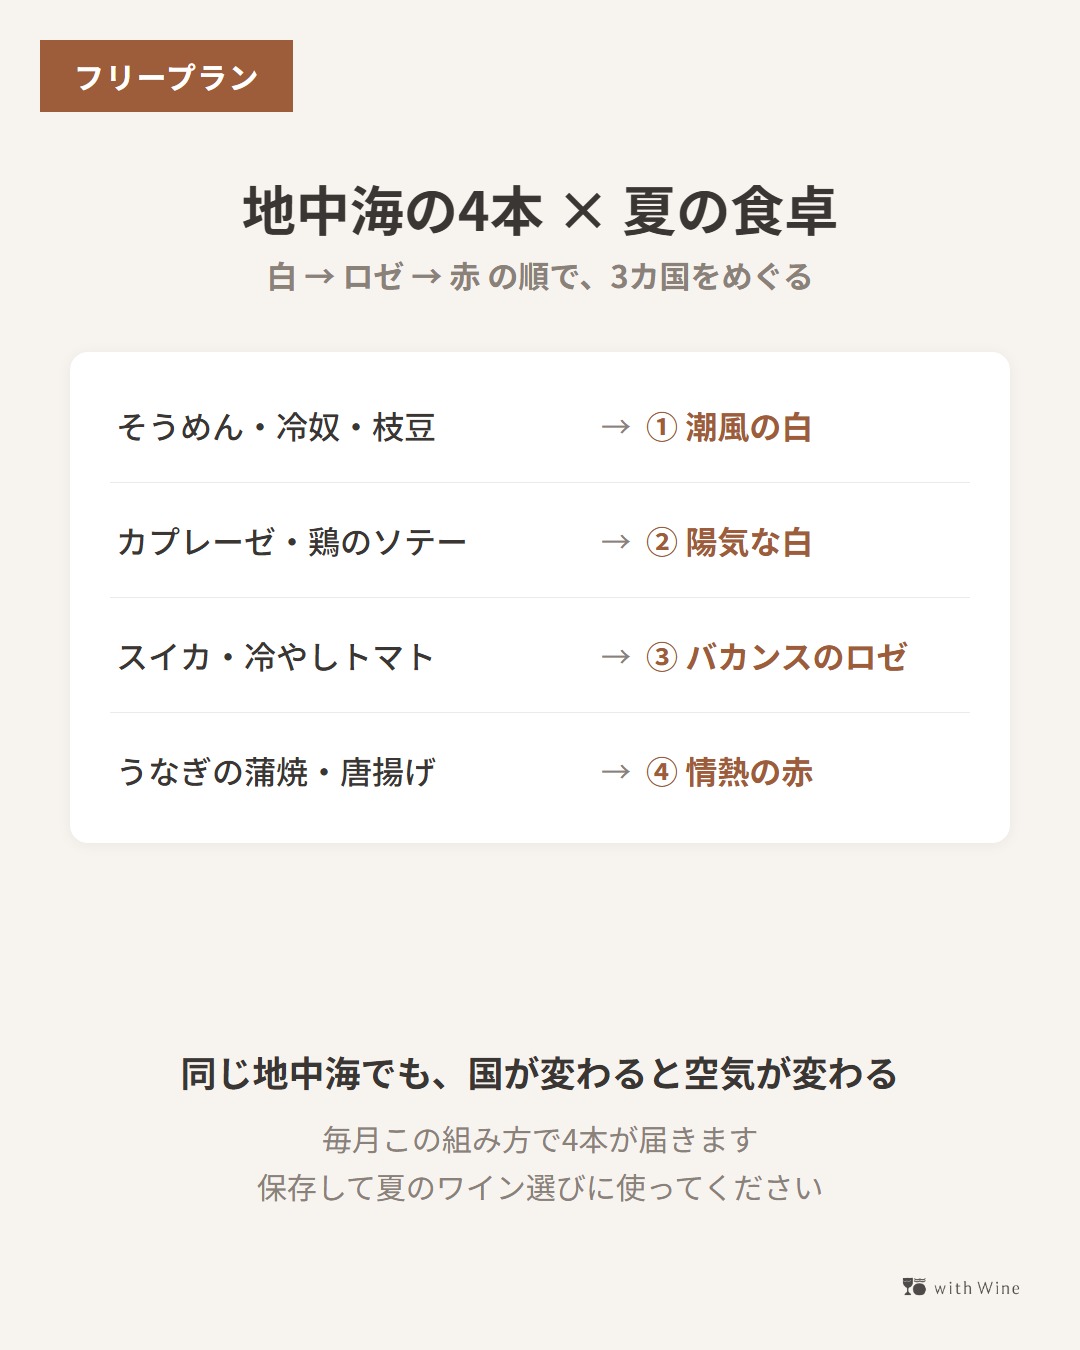 フリープラン
地中海の4本 × 夏の食卓
白 → ロゼ → 赤 の順で、3カ国をめぐる
そうめん・冷奴・枝豆 → ① 潮風の白
カプレーゼ・鶏のソテー → ② 陽気な白
スイカ・冷やしトマト → ③ バカンスのロゼ
うなぎの蒲焼・唐揚げ → ④ 情熱の赤
同じ地中海でも、国が変わると空気が変わる
毎月この組み方で4本が届きます
保存して夏のワイン選びに使ってください
with Wine